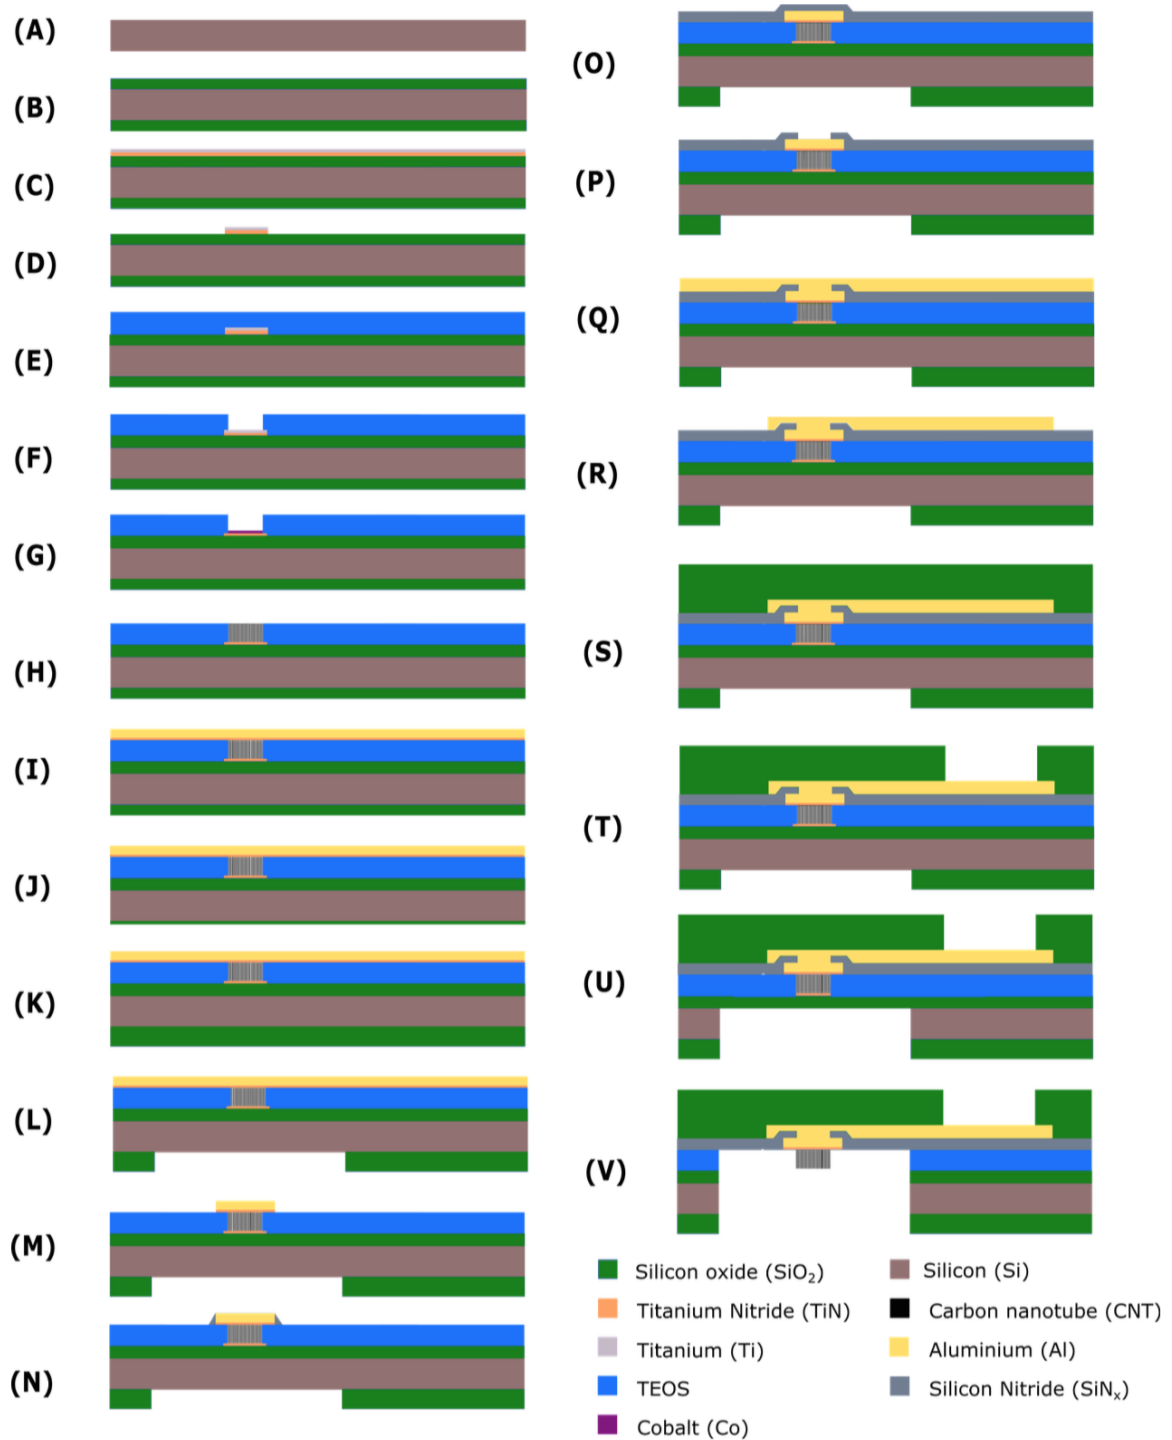 (A)
(B)
(C)
(D)
(E)
(F)
(G)
(H)
(I)
(J)
(K)
(L)
(M)
(N)
(O)
(P)
(Q)
(R)
(S)
(T)
(U)
(V)
Silicon oxide (SiO₂)
Titanium Nitride (TiN)
Titanium (Ti)
TEOS
Cobalt (Co)
Silicon (Si)
Carbon nanotube (CNT)
Aluminium (Al)
Silicon Nitride (SiNₓ)